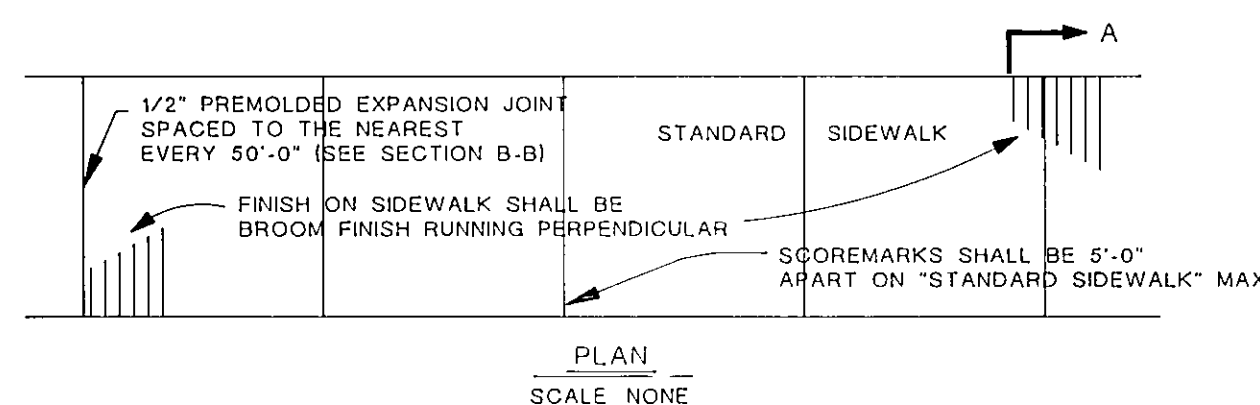 A
1/2" PREMOLDED EXPANSION JOINT
SPACED TO THE NEAREST
EVERY 50'-0" (SEE SECTION B-B)
STANDARD SIDEWALK
FINISH ON SIDEWALK SHALL BE
BROOM FINISH RUNNING PERPENDICULAR
SCOREMARKS SHALL BE 5'-0"
APART ON "STANDARD SIDEWALK" MAX
PLAN
SCALE NONE